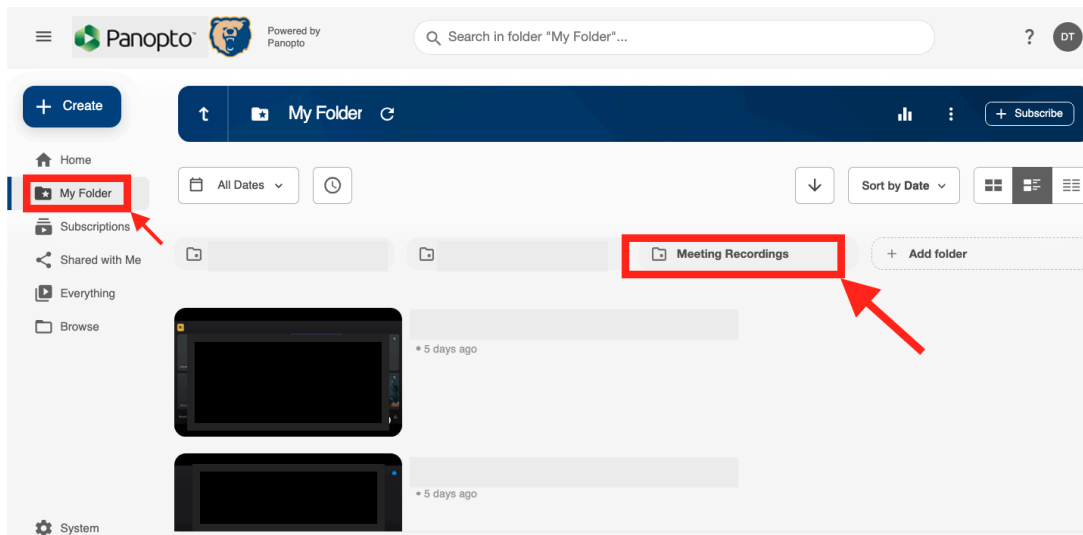 Panopto
Powered by
Panopto
Search in folder "My Folder"...
?
DT
+ Create
My Folder
+ Subscribe
Home
My Folder
Subscriptions
Shared with Me
Everything
Browse
System
All Dates
Sort by Date
Meeting Recordings
+ Add folder
• 5 days ago
• 5 days ago